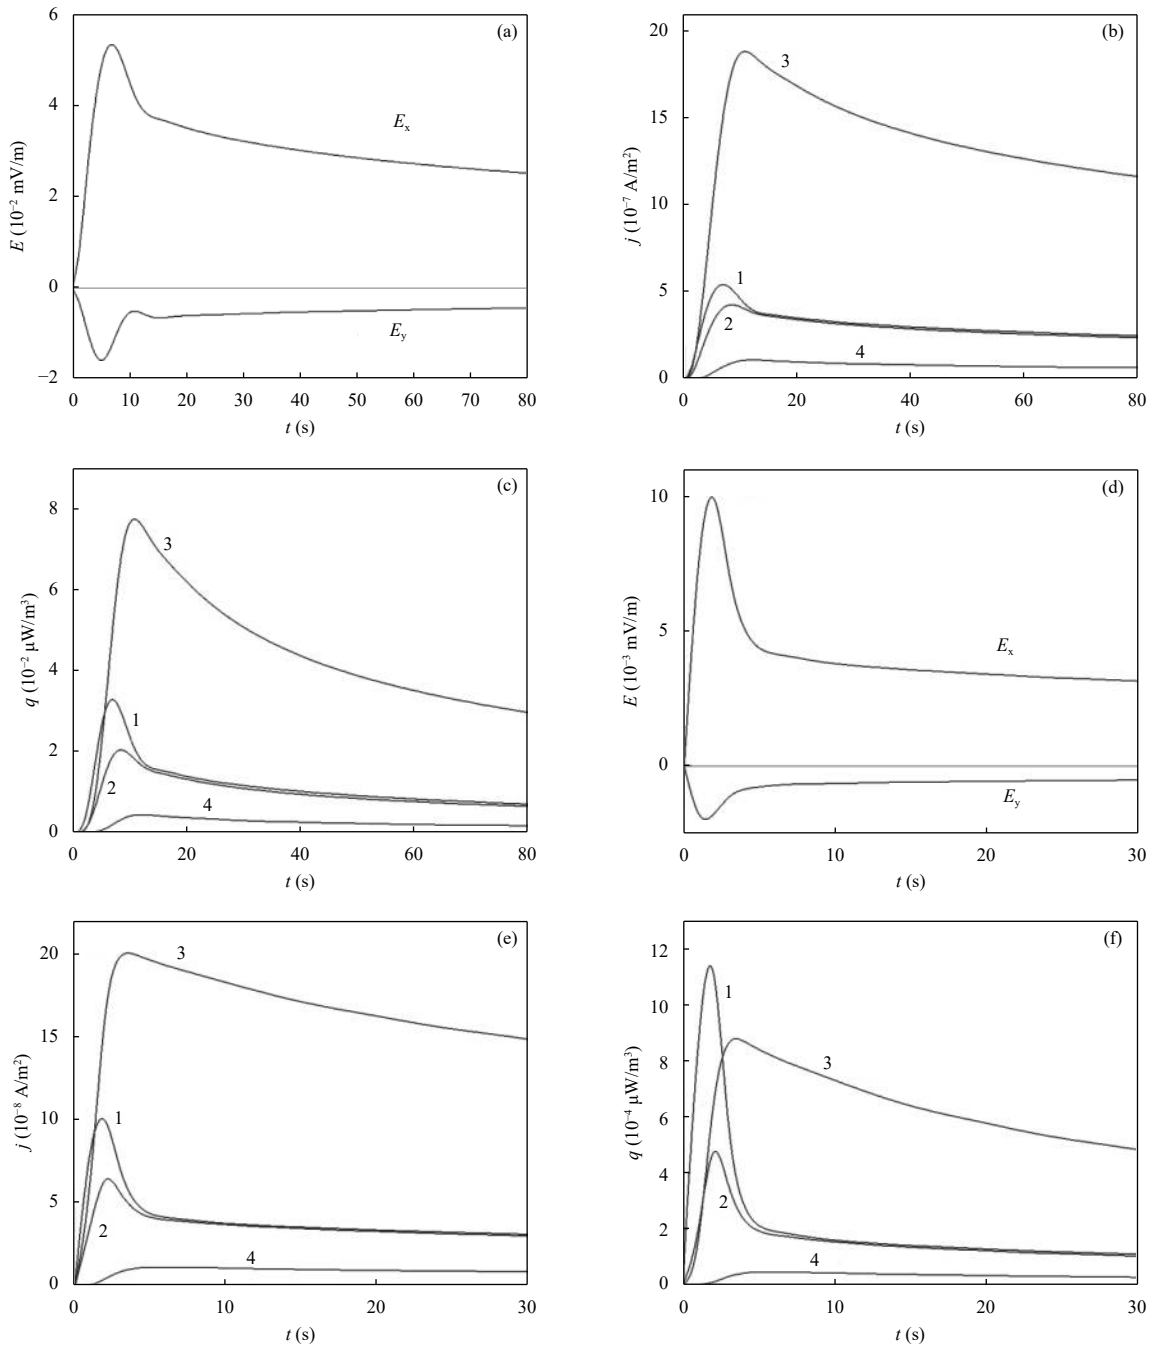 (a)
6
4
2
0
−2
E (10⁻² mV/m)
Eₓ
E_y
0 10 20 30 40 50 60 70 80
t (s)
(b)
20
15
10
5
0
j (10⁻⁷ A/m²)
3
1
2
4
0 20 40 60 80
t (s)
(c)
8
6
4
2
0
q (10⁻² μW/m³)
3
1
2
4
0 20 40 60 80
t (s)
(d)
10
5
0
E (10⁻³ mV/m)
Eₓ
E_y
0 10 20 30
t (s)
(e)
20
15
10
5
0
j (10⁻⁸ A/m²)
3
1
2
4
0 10 20 30
t (s)
(f)
12
10
8
6
4
2
0
q (10⁻⁴ μW/m³)
1
3
2
4
0 10 20 30
t (s)